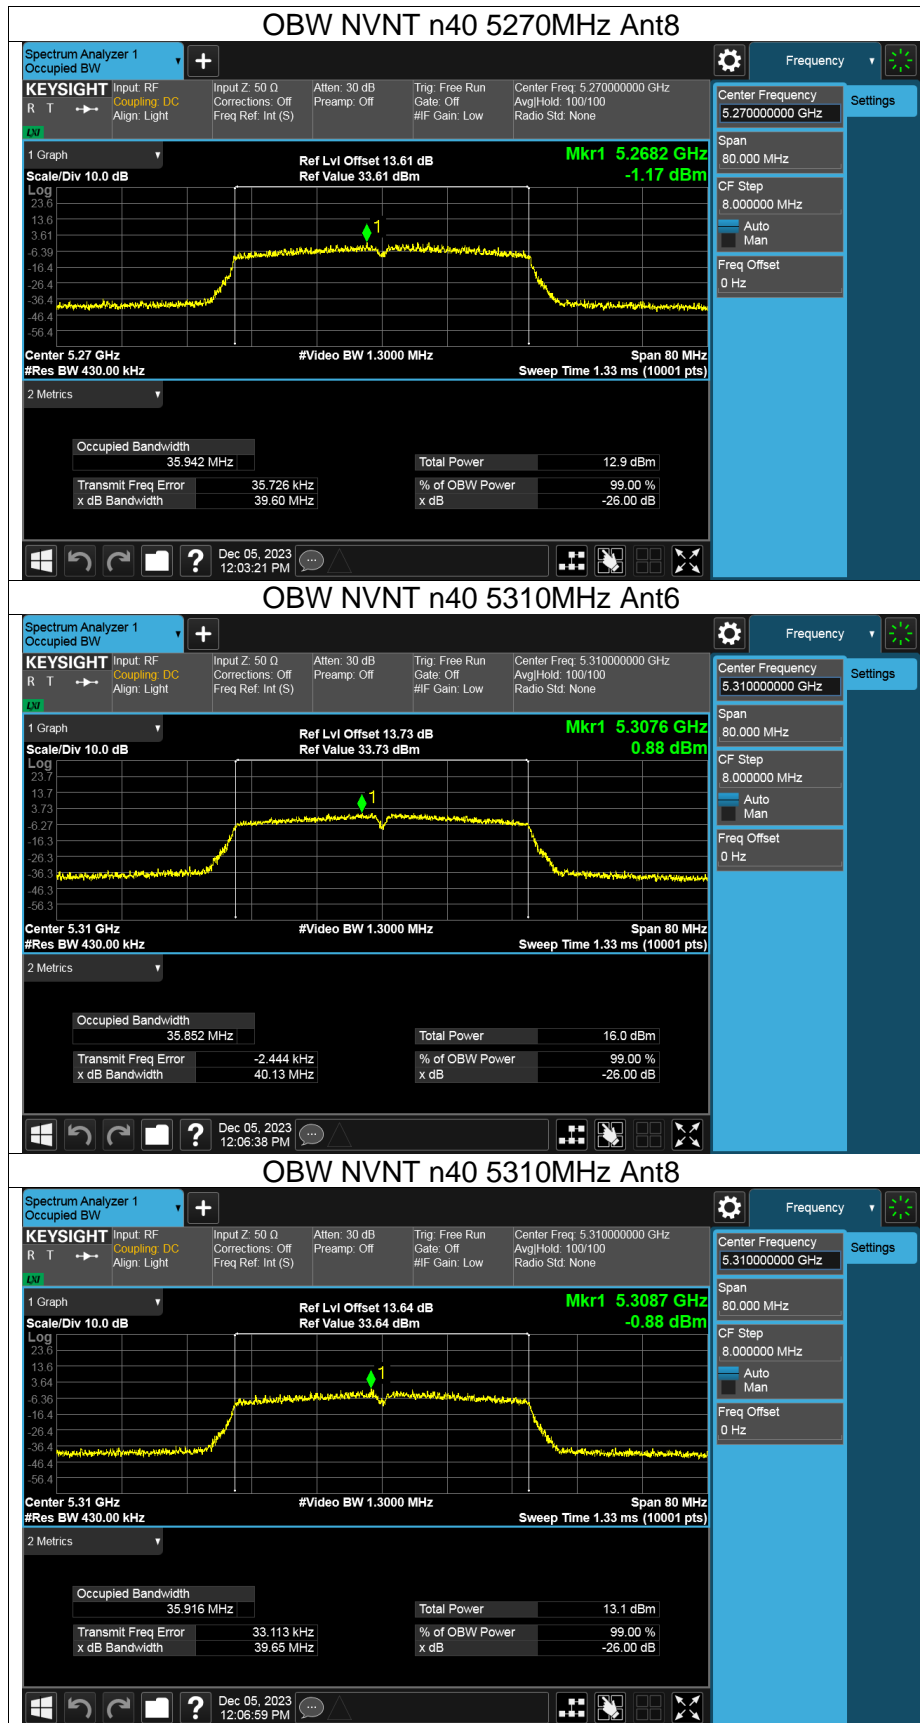 OBW NVNT n40 5270MHz Ant8
Spectrum Analyzer 1
Occupied BW
+
Frequency
KEYSIGHT
R T
LXI
Input: RF
Coupling: DC
Align: Light
Input Z: 50 Ω
Corrections: Off
Freq Ref: Int (S)
Atten: 30 dB
Preamp: Off
Trig: Free Run
Gate: Off
#IF Gain: Low
Center Freq: 5.270000000 GHz
Avg|Hold: 100/100
Radio Std: None
Center Frequency
5.270000000 GHz
Settings
Span
80.000 MHz
CF Step
8.000000 MHz
Auto
Man
Freq Offset
0 Hz
1 Graph
Scale/Div 10.0 dB
Ref Lvl Offset 13.61 dB
Ref Value 33.61 dBm
Mkr1 5.2682 GHz
-1.17 dBm
Log
23.6
13.6
3.61
-6.39
-16.4
-26.4
-36.4
-46.4
-56.4
1
Center 5.27 GHz
#Res BW 430.00 kHz
#Video BW 1.3000 MHz
Span 80 MHz
Sweep Time 1.33 ms (10001 pts)
2 Metrics
Occupied Bandwidth
35.942 MHz
Total Power 12.9 dBm
Transmit Freq Error 35.726 kHz
% of OBW Power 99.00 %
x dB Bandwidth 39.60 MHz
x dB -26.00 dB
?
Dec 05, 2023
12:03:21 PM
OBW NVNT n40 5310MHz Ant6
Spectrum Analyzer 1
Occupied BW
+
Frequency
KEYSIGHT
R T
LXI
Input: RF
Coupling: DC
Align: Light
Input Z: 50 Ω
Corrections: Off
Freq Ref: Int (S)
Atten: 30 dB
Preamp: Off
Trig: Free Run
Gate: Off
#IF Gain: Low
Center Freq: 5.310000000 GHz
Avg|Hold: 100/100
Radio Std: None
Center Frequency
5.310000000 GHz
Settings
Span
80.000 MHz
CF Step
8.000000 MHz
Auto
Man
Freq Offset
0 Hz
1 Graph
Scale/Div 10.0 dB
Ref Lvl Offset 13.73 dB
Ref Value 33.73 dBm
Mkr1 5.3076 GHz
0.88 dBm
Log
23.7
13.7
3.73
-6.27
-16.3
-26.3
-36.3
-46.3
-56.3
1
Center 5.31 GHz
#Res BW 430.00 kHz
#Video BW 1.3000 MHz
Span 80 MHz
Sweep Time 1.33 ms (10001 pts)
2 Metrics
Occupied Bandwidth
35.852 MHz
Total Power 16.0 dBm
Transmit Freq Error -2.444 kHz
% of OBW Power 99.00 %
x dB Bandwidth 40.13 MHz
x dB -26.00 dB
?
Dec 05, 2023
12:06:38 PM
OBW NVNT n40 5310MHz Ant8
Spectrum Analyzer 1
Occupied BW
+
Frequency
KEYSIGHT
R T
LXI
Input: RF
Coupling: DC
Align: Light
Input Z: 50 Ω
Corrections: Off
Freq Ref: Int (S)
Atten: 30 dB
Preamp: Off
Trig: Free Run
Gate: Off
#IF Gain: Low
Center Freq: 5.310000000 GHz
Avg|Hold: 100/100
Radio Std: None
Center Frequency
5.310000000 GHz
Settings
Span
80.000 MHz
CF Step
8.000000 MHz
Auto
Man
Freq Offset
0 Hz
1 Graph
Scale/Div 10.0 dB
Ref Lvl Offset 13.64 dB
Ref Value 33.64 dBm
Mkr1 5.3087 GHz
-0.88 dBm
Log
23.6
13.6
3.64
-6.36
-16.4
-26.4
-36.4
-46.4
-56.4
1
Center 5.31 GHz
#Res BW 430.00 kHz
#Video BW 1.3000 MHz
Span 80 MHz
Sweep Time 1.33 ms (10001 pts)
2 Metrics
Occupied Bandwidth
35.916 MHz
Total Power 13.1 dBm
Transmit Freq Error 33.113 kHz
% of OBW Power 99.00 %
x dB Bandwidth 39.65 MHz
x dB -26.00 dB
?
Dec 05, 2023
12:06:59 PM